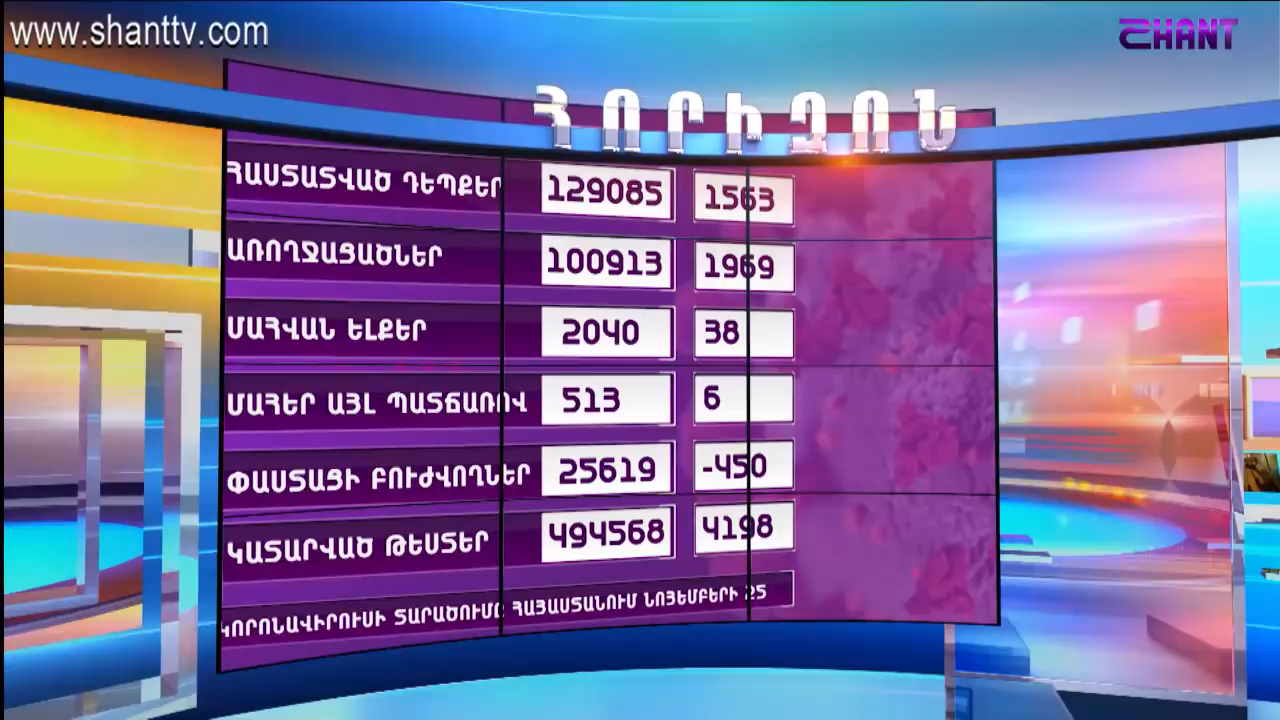 www.shanttv.com
SHANT
ՀՈՐԻԶՈՆ
ՀԱՍՏԱՏՎԱԾ ԴԵՊՔԵՐ 129085 1563
ԱՌՈՂՋԱՑԱԾՆԵՐ 100913 1969
ՄԱՀՎԱՆ ԵԼՔԵՐ 2040 38
ՄԱՀԵՐ ԱՅԼ ՊԱՏՃԱՌՈՎ 513 6
ՓԱՍՏԱՑԻ ԲՈՒԺՎՈՂՆԵՐ 25619 -450
ԿԱՏԱՐՎԱԾ ԹԵՍՏԵՐ 494568 4198
ԿՈՐՈՆԱՎԻՐՈՒՍԻ ՏԱՐԱԾՈՒՄԸ ՀԱՅԱՍՏԱՆՈՒՄ ՆՈՅԵՄԲԵՐԻ 25